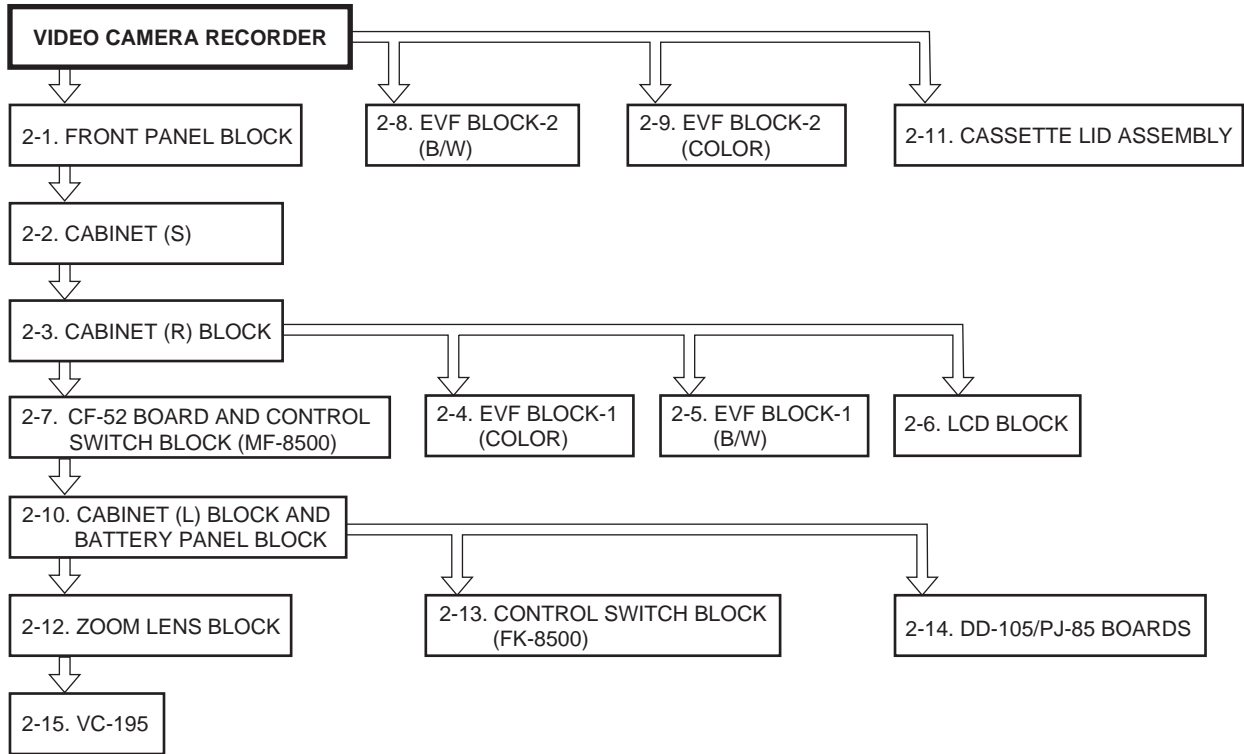 VIDEO CAMERA RECORDER
2-1. FRONT PANEL BLOCK
2-8. EVF BLOCK-2
(B/W)
2-9. EVF BLOCK-2
(COLOR)
2-11. CASSETTE LID ASSEMBLY
2-2. CABINET (S)
2-3. CABINET (R) BLOCK
2-7. CF-52 BOARD AND CONTROL
SWITCH BLOCK (MF-8500)
2-4. EVF BLOCK-1
(COLOR)
2-5. EVF BLOCK-1
(B/W)
2-6. LCD BLOCK
2-10. CABINET (L) BLOCK AND
BATTERY PANEL BLOCK
2-12. ZOOM LENS BLOCK
2-13. CONTROL SWITCH BLOCK
(FK-8500)
2-14. DD-105/PJ-85 BOARDS
2-15. VC-195